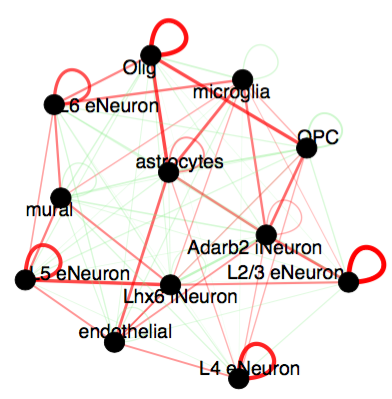 Olig
microglia
L6 eNeuron
OPC
astrocytes
mural
Adarb2 iNeuron
L5 eNeuron
L2/3 eNeuron
Lhx6 iNeuron
endothelial
L4 eNeuron